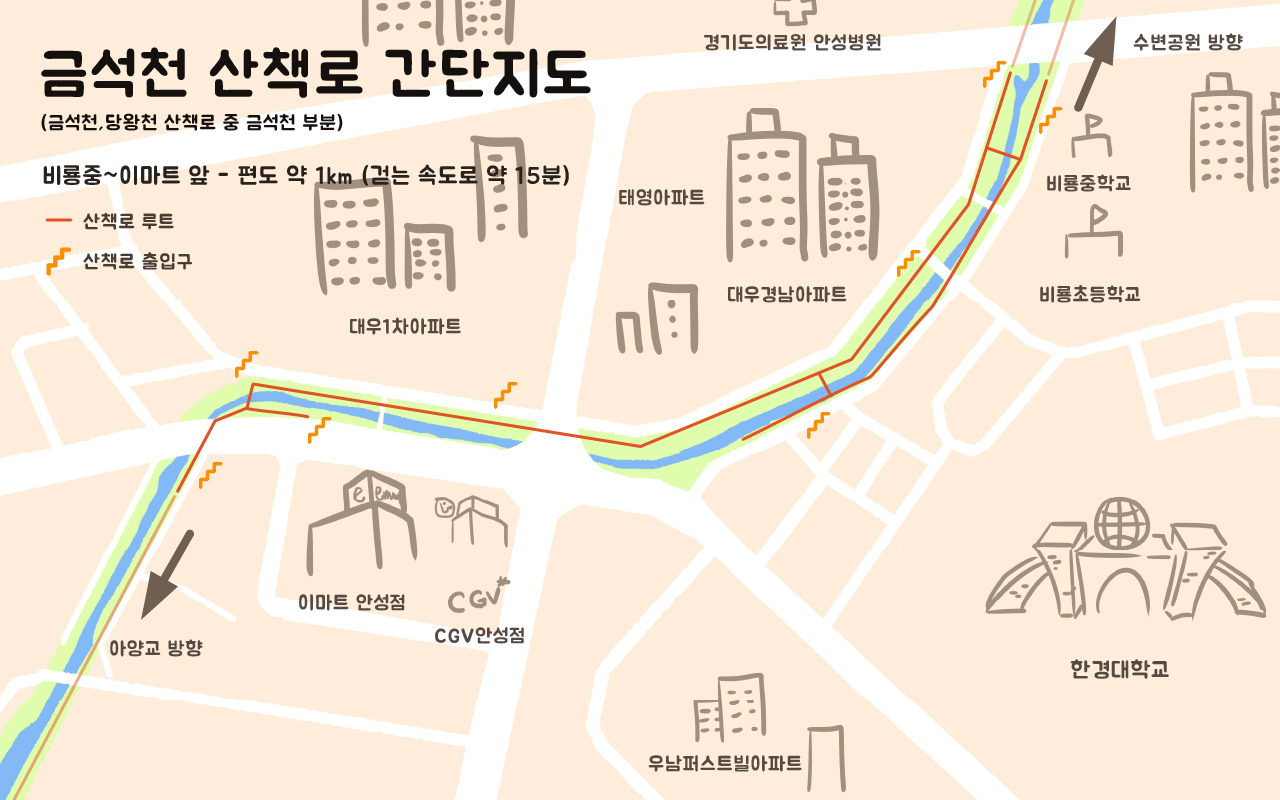 금석천 산책로 간단지도
(금석천,당왕천 산책로 중 금석천 부분)
비룡중~이마트 앞 - 편도 약 1km (걷는 속도로 약 15분)
산책로 루트
산책로 출입구
경기도의료원 안성병원
수변공원 방향
비룡중학교
태영아파트
비룡초등학교
대우경남아파트
대우1차아파트
e emart
이마트 안성점
CGV
CGV안성점
아양교 방향
한경대학교
우남퍼스트빌아파트